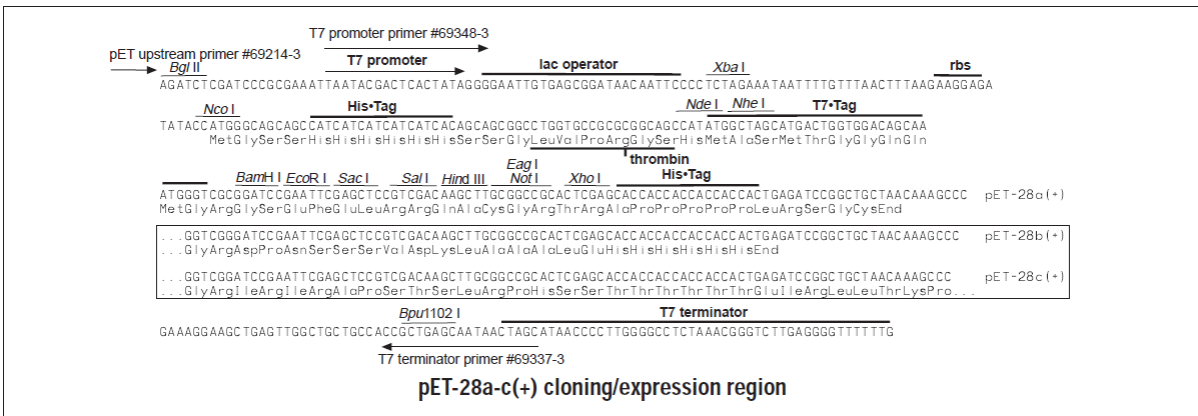 T7 promoter primer #69348-3
pET upstream primer #69214-3
Bgl II T7 promoter lac operator Xba I rbs
AGATCTCGATCCCGCGAAATTAATACGACTCACTATAGGGGAATTGTGAGCGGATAACAATTCCCCTCTAGAAATAATTTTGTTTAACTTTAAGAAGGAGA
Nco I His•Tag Nde I Nhe I T7•Tag
TATACCATGGGCAGCAGCCATCATCATCATCATCACAGCAGCGGCCTGGTGCCGCGCGGCAGCCATATGGCTAGCATGACTGGTGGACAGCAA
MetGlySerSerHisHisHisHisHisHisSerSerGlyLeuValProArgGlySerHisMetAlaSerMetThrGlyGlyGlnGln
thrombin
BamH I EcoR I Sac I Sal I Hind III Eag I Not I Xho I His•Tag
ATGGGTCGCGGATCCGAATTCGAGCTCCGTCGACAAGCTTGCGGCCGCACTCGAGCACCACCACCACCACCACTGAGATCCGGCTGCTAACAAAGCCC pET-28a(+)
MetGlyArgGlySerGluPheGluLeuArgArgGlnAlaCysGlyArgThrArgAlaProProProProProLeuArgSerGlyCysEnd
...GGTCGGGATCCGAATTCGAGCTCCGTCGACAAGCTTGCGGCCGCACTCGAGCACCACCACCACCACCACTGAGATCCGGCTGCTAACAAAGCCC pET-28b(+)
...GlyArgAspProAsnSerSerSerValAspLysLeuAlaAlaAlaLeuGluHisHisHisHisHisHisEnd
...GGTCGGATCCGAATTCGAGCTCCGTCGACAAGCTTGCGGCCGCACTCGAGCACCACCACCACCACCACTGAGATCCGGCTGCTAACAAAGCCC pET-28c(+)
...GlyArgIleArgIleArgAlaProSerThrSerLeuArgProHisSerSerThrThrThrThrThrThrGluIleArgLeuLeuThrLysPro...
Bpu1102 I T7 terminator
GAAAGGAAGCTGAGTTGGCTGCTGCCACCGCTGAGCAATAACTAGCATAACCCCTTGGGGCCTCTAAACGGGTCTTGAGGGGTTTTTTG
T7 terminator primer #69337-3
pET-28a-c(+) cloning/expression region